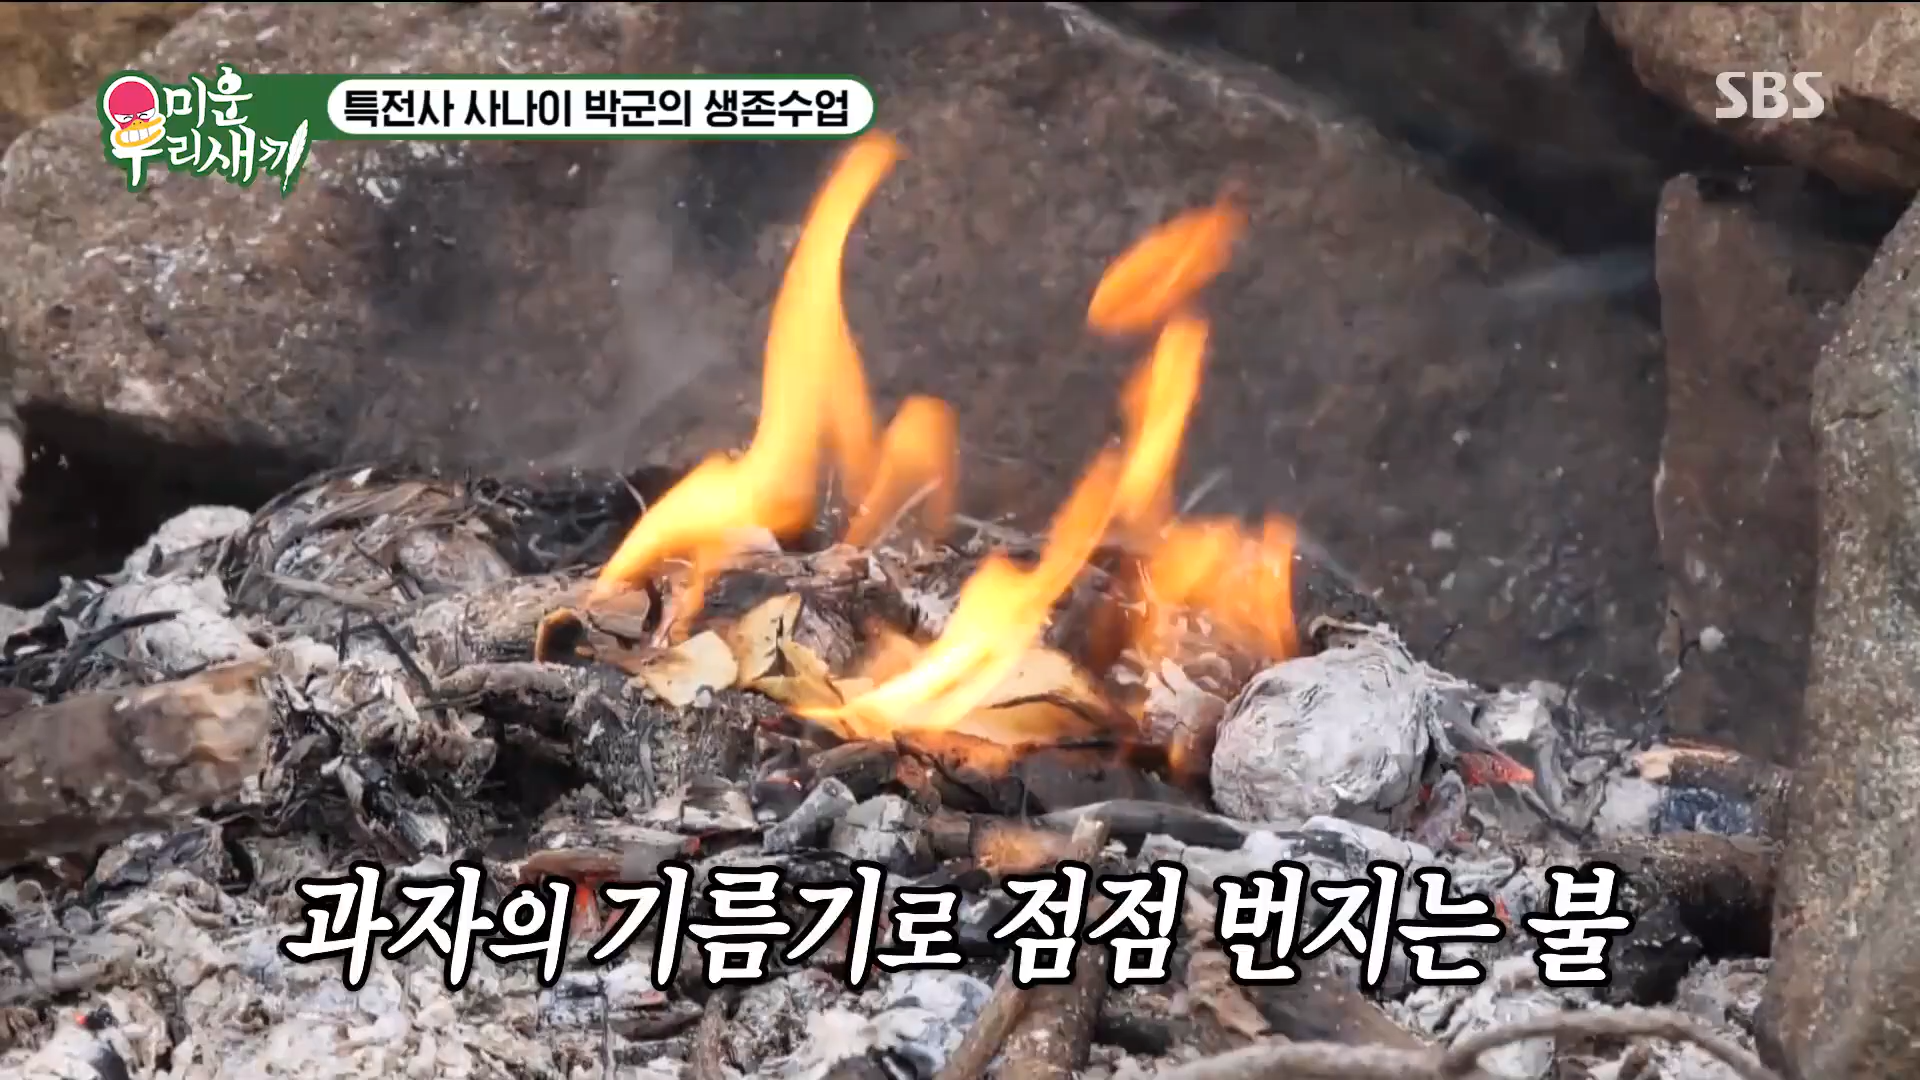 미운
우리새끼
특전사 사나이 박군의 생존수업
SBS
과자의 기름기로 점점 번지는 불